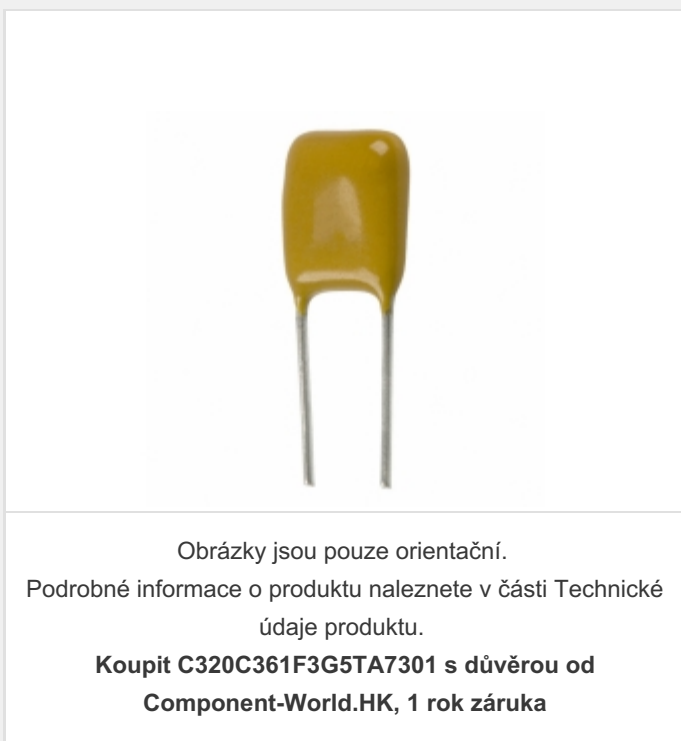 Obrázky jsou pouze orientační.
Podrobné informace o produktu naleznete v části Technické
údaje produktu.
Koupit C320C361F3G5TA7301 s důvěrou od
Component-World.HK, 1 rok záruka